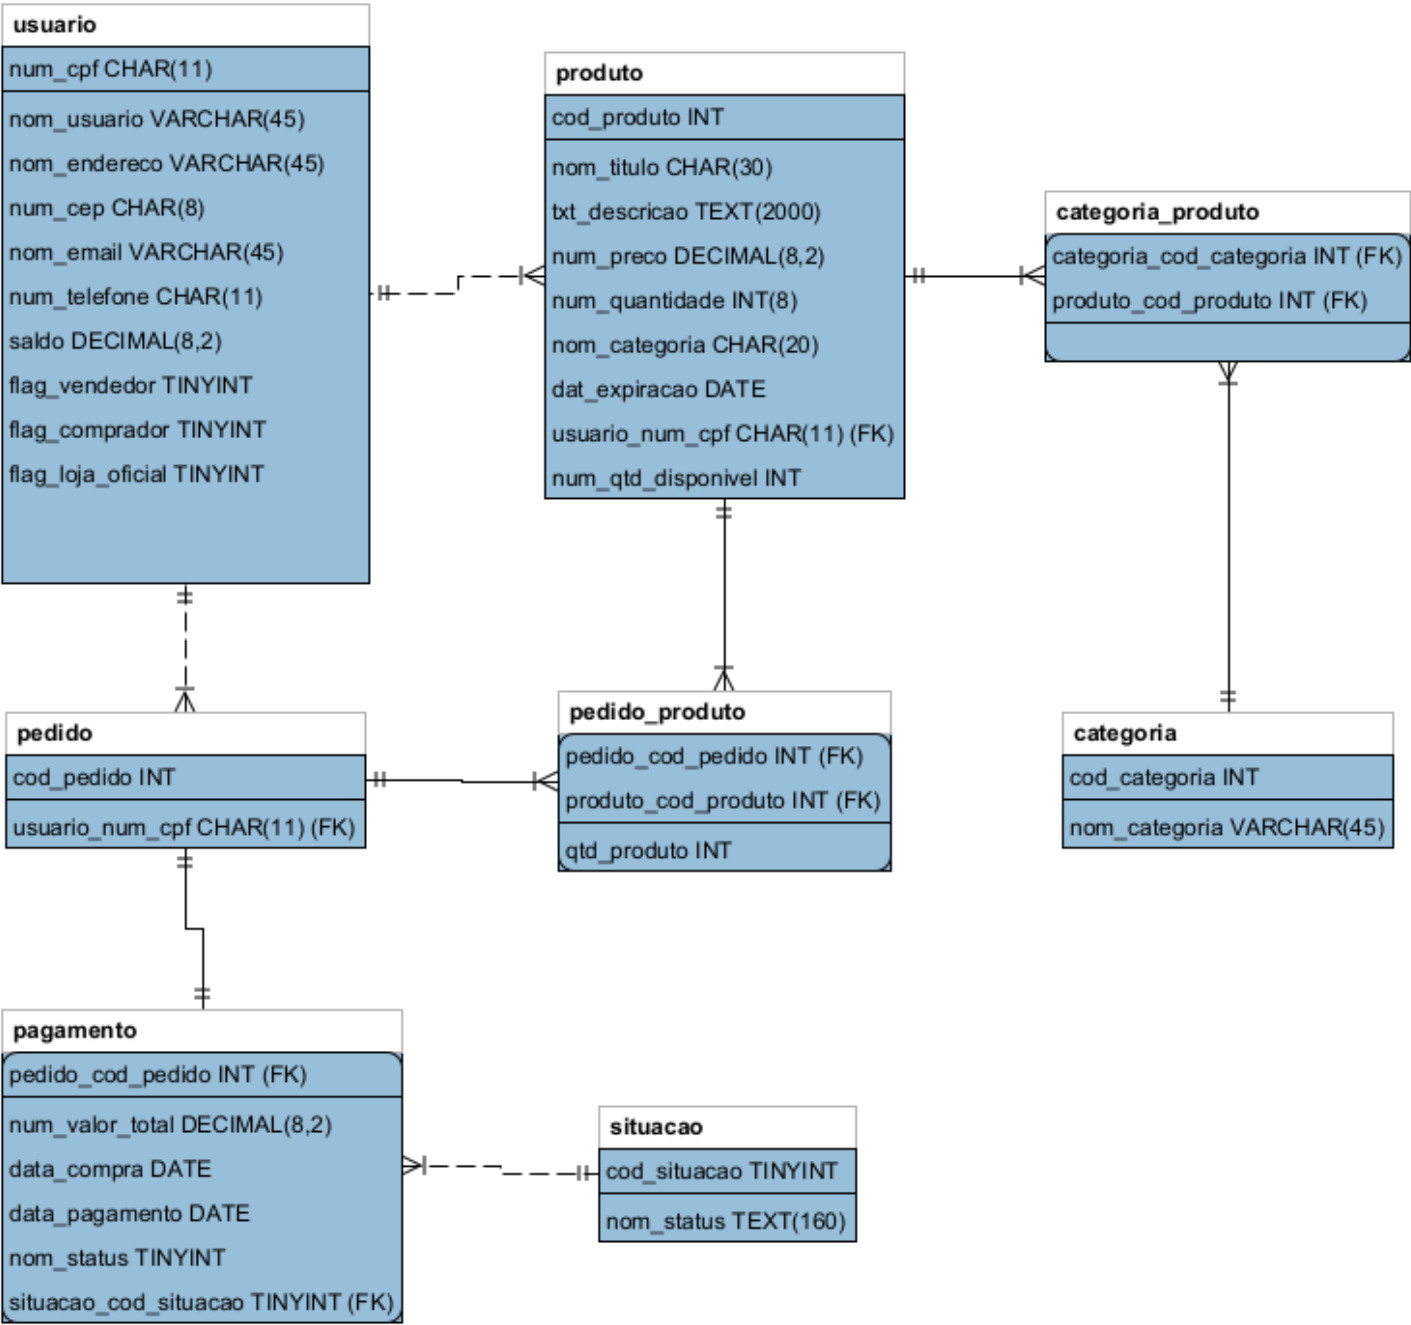 usuario
num_cpf CHAR(11)
nom_usuario VARCHAR(45)
nom_endereco VARCHAR(45)
num_cep CHAR(8)
nom_email VARCHAR(45)
num_telefone CHAR(11)
saldo DECIMAL(8,2)
flag_vendedor TINYINT
flag_comprador TINYINT
flag_loja_oficial TINYINT
produto
cod_produto INT
nom_titulo CHAR(30)
txt_descricao TEXT(2000)
num_preco DECIMAL(8,2)
num_quantidade INT(8)
nom_categoria CHAR(20)
dat_expiracao DATE
usuario_num_cpf CHAR(11) (FK)
num_qtd_disponivel INT
categoria_produto
categoria_cod_categoria INT (FK)
produto_cod_produto INT (FK)
pedido
cod_pedido INT
usuario_num_cpf CHAR(11) (FK)
pedido_produto
pedido_cod_pedido INT (FK)
produto_cod_produto INT (FK)
qtd_produto INT
categoria
cod_categoria INT
nom_categoria VARCHAR(45)
pagamento
pedido_cod_pedido INT (FK)
num_valor_total DECIMAL(8,2)
data_compra DATE
data_pagamento DATE
nom_status TINYINT
situacao_cod_situacao TINYINT (FK)
situacao
cod_situacao TINYINT
nom_status TEXT(160)